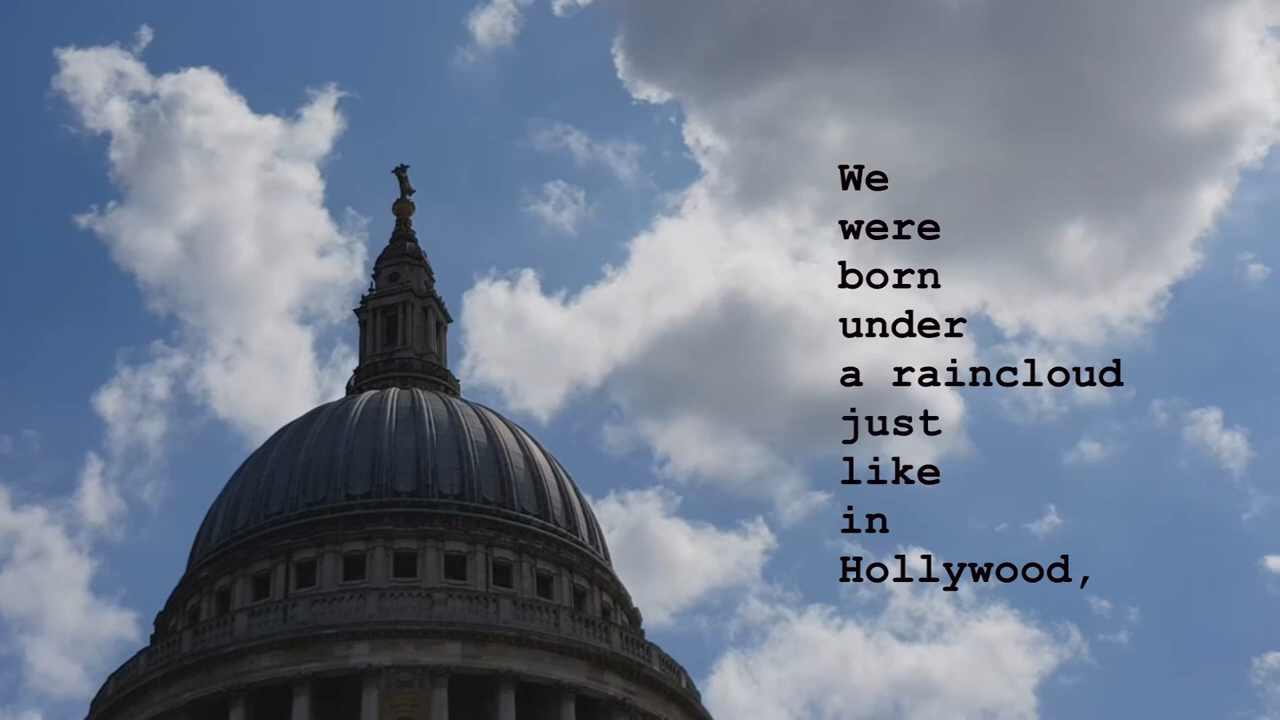 We
were
born
under
a raincloud
just
like
in
Hollywood,